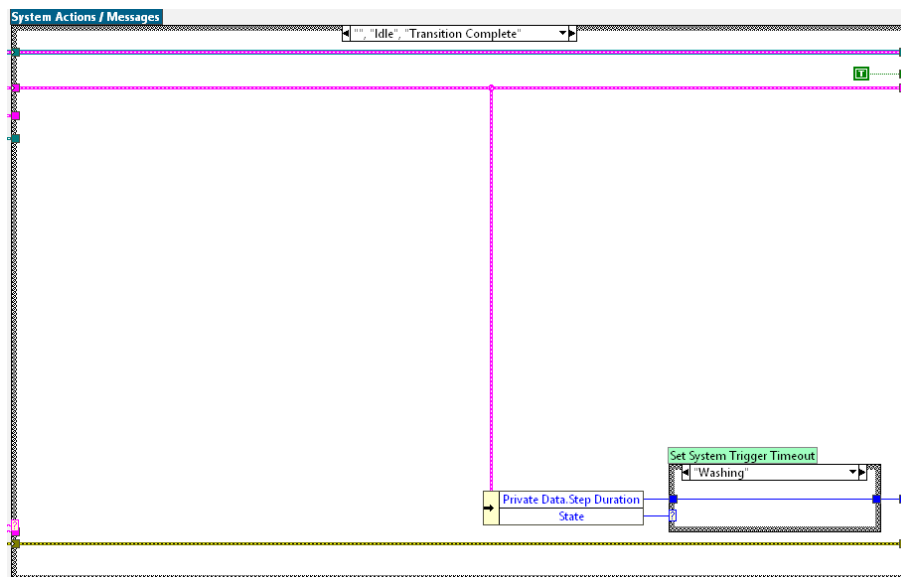 System Actions / Messages
"", "Idle", "Transition Complete"
T
Set System Trigger Timeout
"Washing"
Private Data.Step Duration
State
?
?